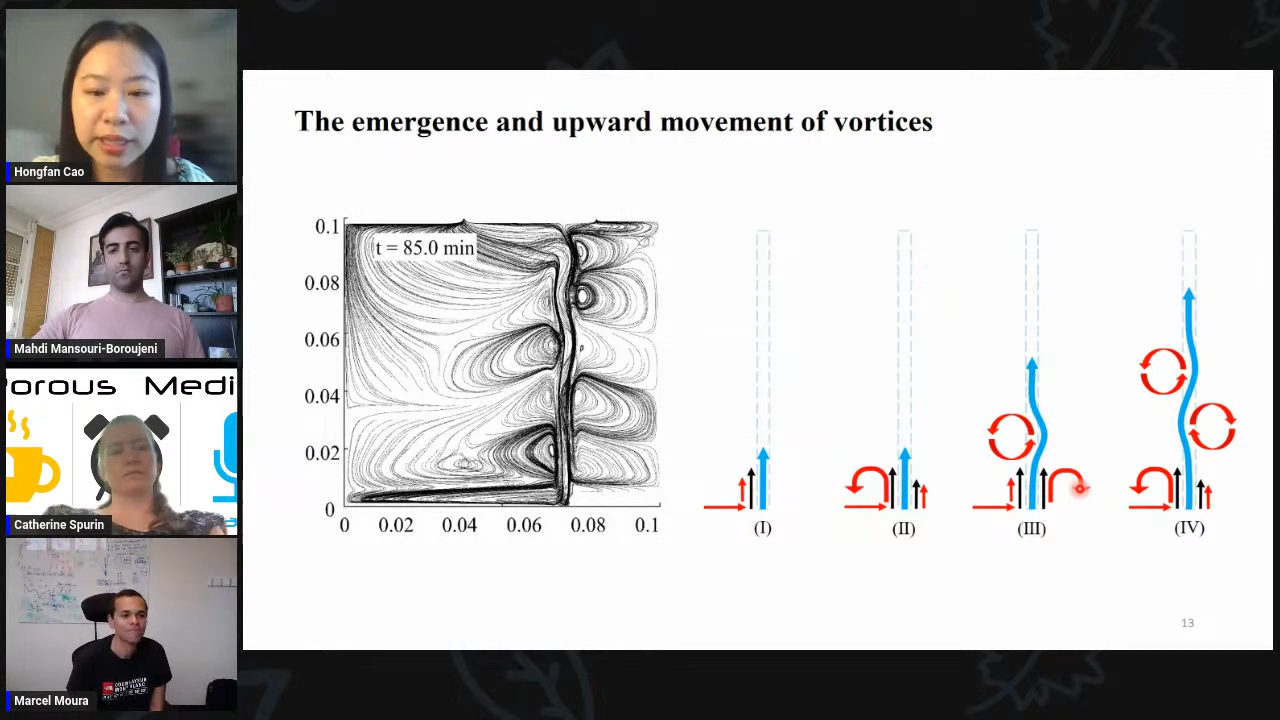 Hongfan Cao
Mahdi Mansouri-Boroujeni
orous Medi
Catherine Spurin
Marcel Moura
The emergence and upward movement of vortices
t = 85.0 min
0.1
0.08
0.06
0.04
0.02
0
0 0.02 0.04 0.06 0.08 0.1
(I) (II) (III) (IV)
13